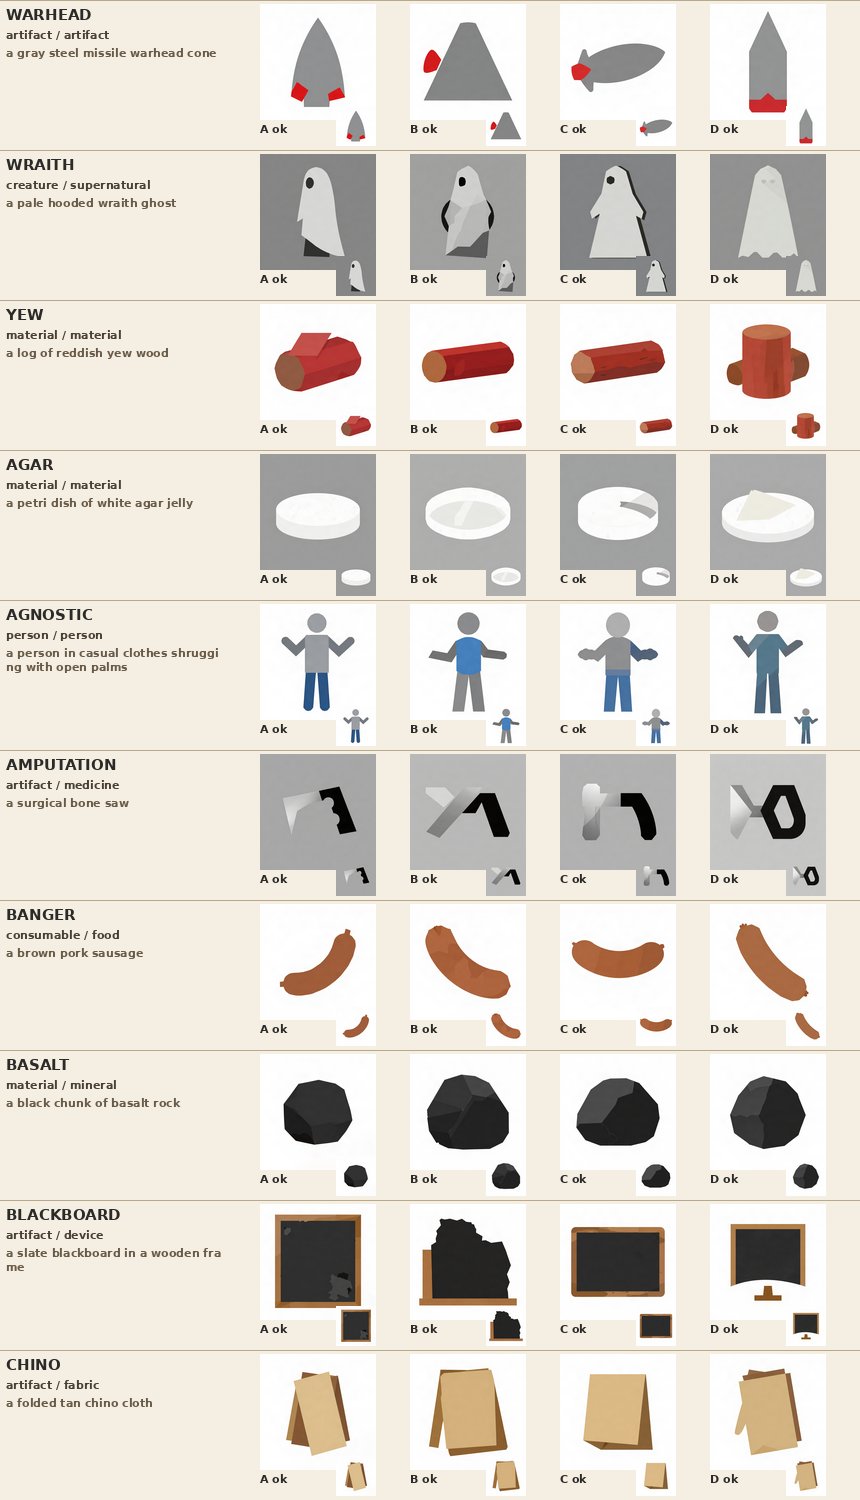 WARHEAD
artifact / artifact
a gray steel missile warhead cone
A ok
B ok
C ok
D ok
WRAITH
creature / supernatural
a pale hooded wraith ghost
A ok
B ok
C ok
D ok
YEW
material / material
a log of reddish yew wood
A ok
B ok
C ok
D ok
AGAR
material / material
a petri dish of white agar jelly
A ok
B ok
C ok
D ok
AGNOSTIC
person / person
a person in casual clothes shruggi
ng with open palms
A ok
B ok
C ok
D ok
AMPUTATION
artifact / medicine
a surgical bone saw
A ok
B ok
C ok
D ok
BANGER
consumable / food
a brown pork sausage
A ok
B ok
C ok
D ok
BASALT
material / mineral
a black chunk of basalt rock
A ok
B ok
C ok
D ok
BLACKBOARD
artifact / device
a slate blackboard in a wooden fra
me
A ok
B ok
C ok
D ok
CHINO
artifact / fabric
a folded tan chino cloth
A ok
B ok
C ok
D ok